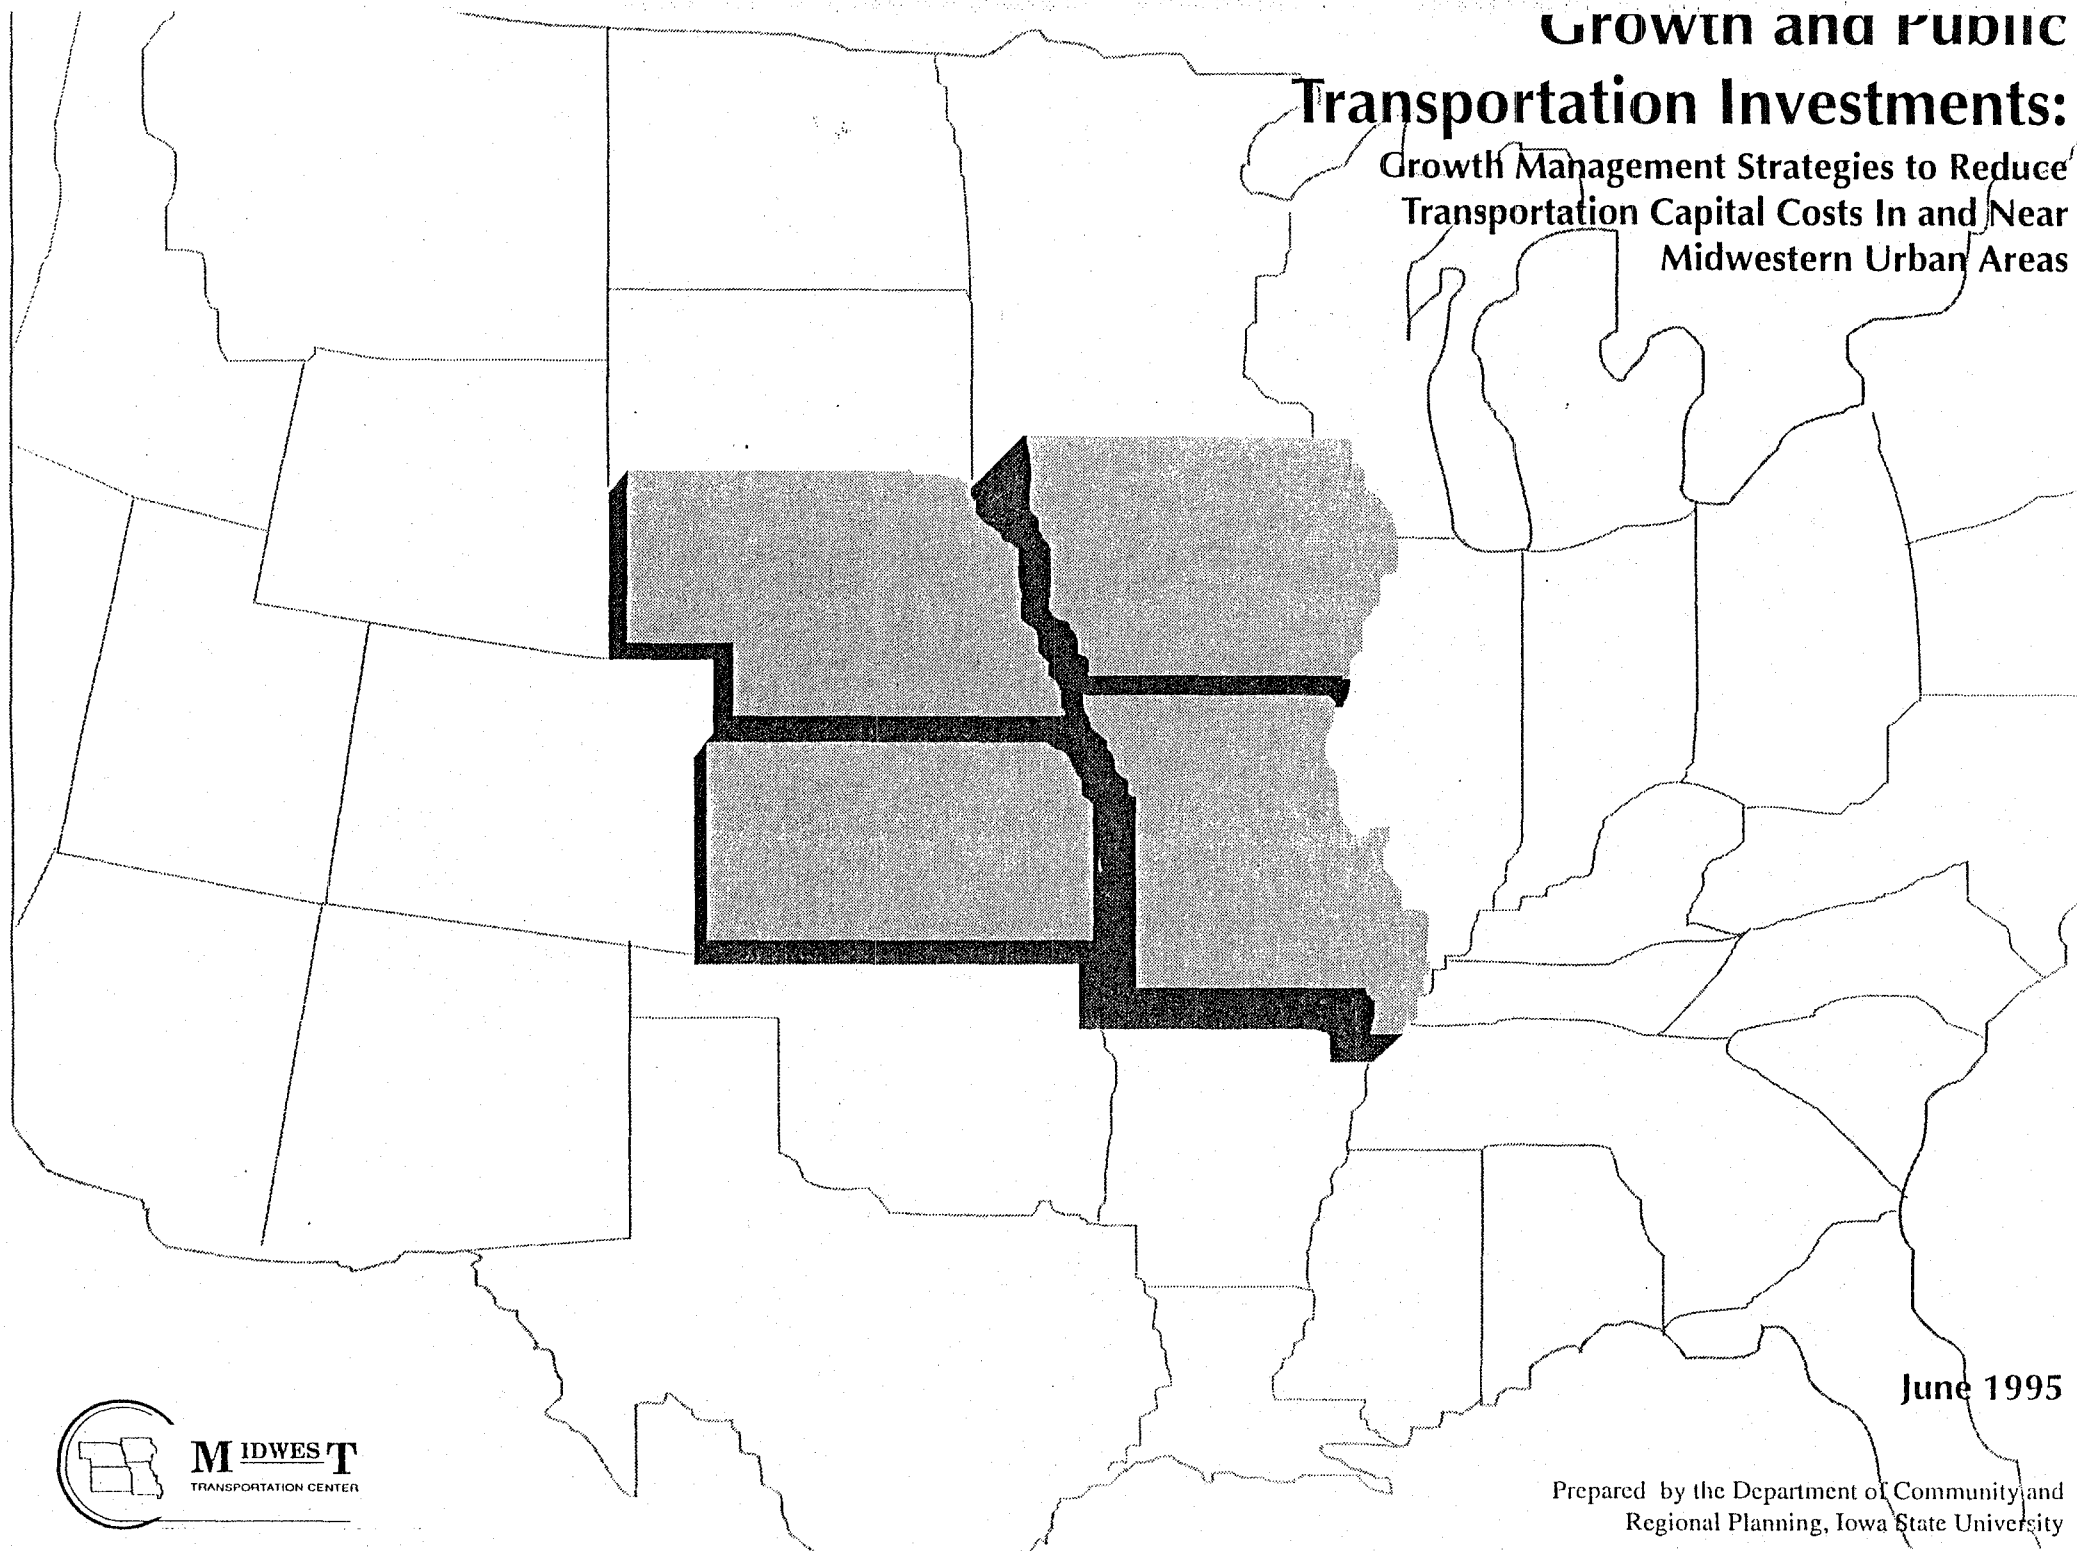 Growth and Public
Transportation Investments:
Growth Management Strategies to Reduce
Transportation Capital Costs In and Near
Midwestern Urban Areas
June 1995
MIDWEST
TRANSPORTATION CENTER
Prepared by the Department of Community and
Regional Planning, Iowa State University